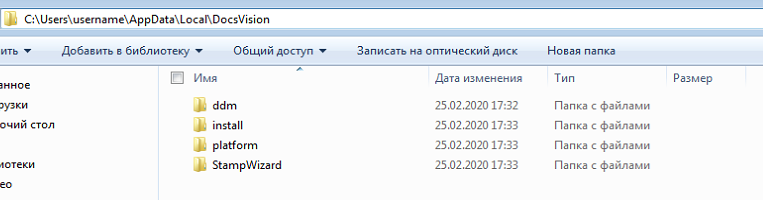 C:\Users\username\AppData\Local\DocsVision
ить Добавить в библиотеку Общий доступ Записать на оптический диск Новая папка
Имя Дата изменения Тип Размер
анное
рузки
очий стол
иотеки
ео
ddm 25.02.2020 17:32 Папка с файлами
install 25.02.2020 17:33 Папка с файлами
platform 25.02.2020 17:33 Папка с файлами
StampWizard 25.02.2020 17:33 Папка с файлами